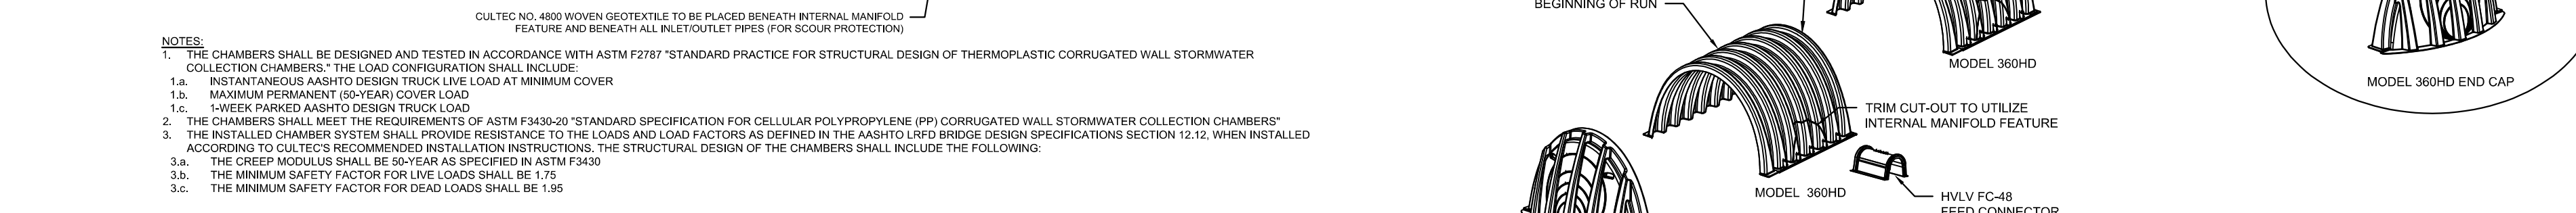 CULTEC NO. 4800 WOVEN GEOTEXTILE TO BE PLACED BENEATH INTERNAL MANIFOLD
FEATURE AND BENEATH ALL INLET/OUTLET PIPES (FOR SCOUR PROTECTION)
NOTES:
1. THE CHAMBERS SHALL BE DESIGNED AND TESTED IN ACCORDANCE WITH ASTM F2787 "STANDARD PRACTICE FOR STRUCTURAL DESIGN OF THERMOPLASTIC CORRUGATED WALL STORMWATER
COLLECTION CHAMBERS." THE LOAD CONFIGURATION SHALL INCLUDE:
1.a. INSTANTANEOUS AASHTO DESIGN TRUCK LIVE LOAD AT MINIMUM COVER
1.b. MAXIMUM PERMANENT (50-YEAR) COVER LOAD
1.c. 1-WEEK PARKED AASHTO DESIGN TRUCK LOAD
2. THE CHAMBERS SHALL MEET THE REQUIREMENTS OF ASTM F3430-20 "STANDARD SPECIFICATION FOR CELLULAR POLYPROPYLENE (PP) CORRUGATED WALL STORMWATER COLLECTION CHAMBERS"
3. THE INSTALLED CHAMBER SYSTEM SHALL PROVIDE RESISTANCE TO THE LOADS AND LOAD FACTORS AS DEFINED IN THE AASHTO LRFD BRIDGE DESIGN SPECIFICATIONS SECTION 12.12, WHEN INSTALLED
ACCORDING TO CULTEC'S RECOMMENDED INSTALLATION INSTRUCTIONS. THE STRUCTURAL DESIGN OF THE CHAMBERS SHALL INCLUDE THE FOLLOWING:
3.a. THE CREEP MODULUS SHALL BE 50-YEAR AS SPECIFIED IN ASTM F3430
3.b. THE MINIMUM SAFETY FACTOR FOR LIVE LOADS SHALL BE 1.75
3.c. THE MINIMUM SAFETY FACTOR FOR DEAD LOADS SHALL BE 1.95
BEGINNING OF RUN
MODEL 360HD
MODEL 360HD END CAP
TRIM CUT-OUT TO UTILIZE
INTERNAL MANIFOLD FEATURE
MODEL 360HD
HVLV FC-48
FEED CONNECTOR